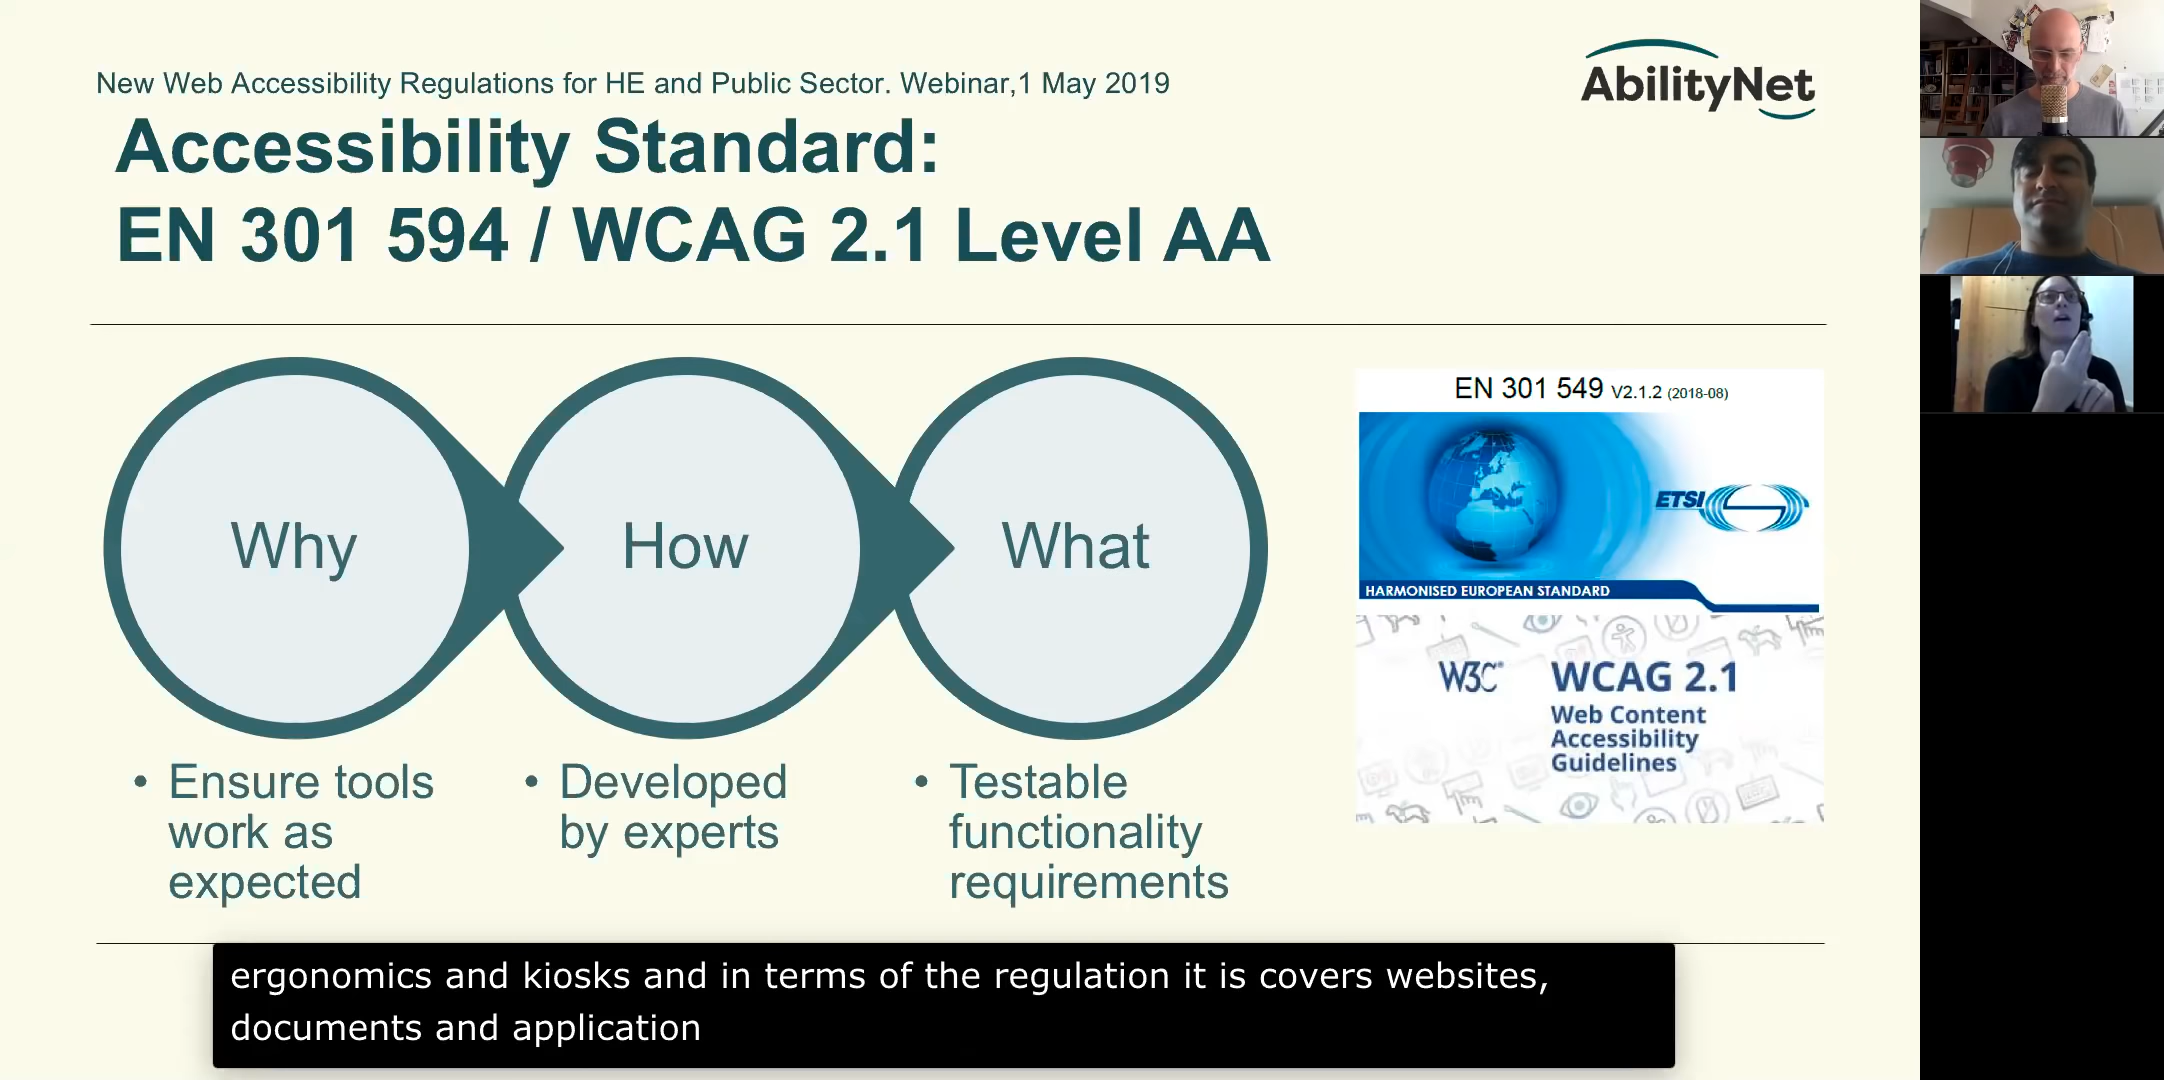 New Web Accessibility Regulations for HE and Public Sector. Webinar,1 May 2019
AbilityNet
Accessibility Standard:
EN 301 594 / WCAG 2.1 Level AA
Why
How
What
• Ensure tools
work as
expected
• Developed
by experts
• Testable
functionality
requirements
EN 301 549 V2.1.2 (2018-08)
ETSI
HARMONISED EUROPEAN STANDARD
W3C®
WCAG 2.1
Web Content
Accessibility
Guidelines
ergonomics and kiosks and in terms of the regulation it is covers websites,
documents and application